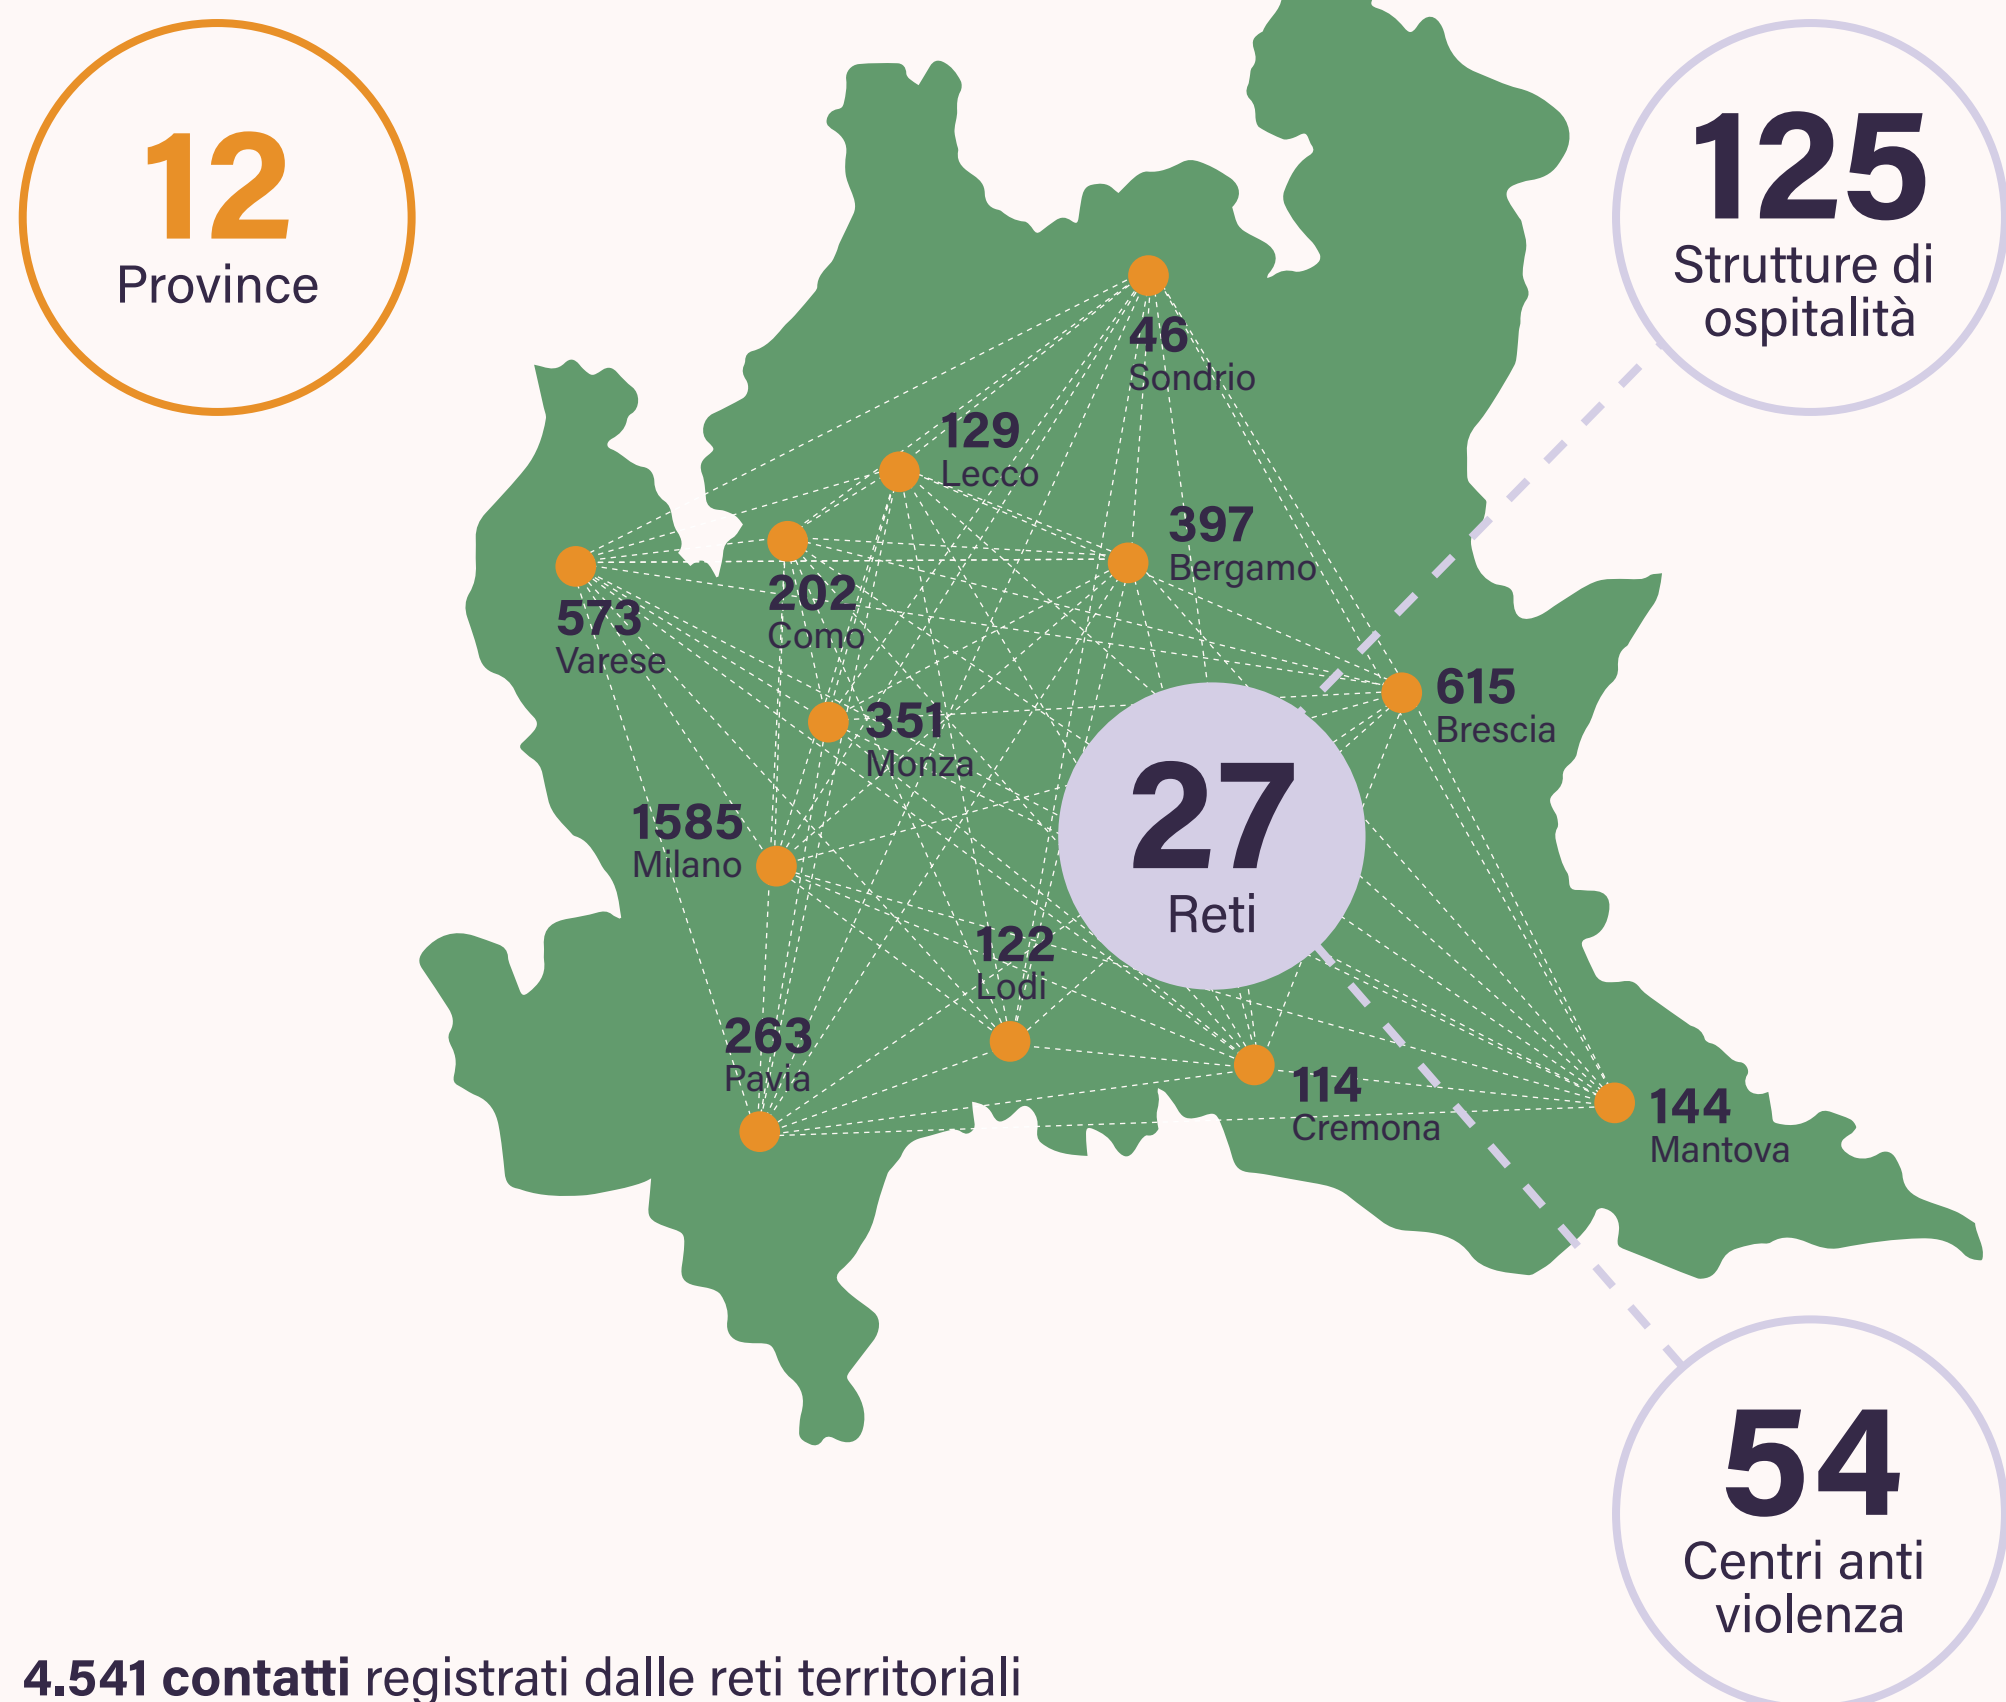 12
Province
125
Strutture di
ospitalità
46
Sondrio
129
Lecco
397
Bergamo
202
Como
573
Varese
615
Brescia
351
Monza
27
Reti
1585
Milano
122
Lodi
263
Pavia
114
Cremona
144
Mantova
54
Centri anti
violenza
4.541 contatti registrati dalle reti territoriali